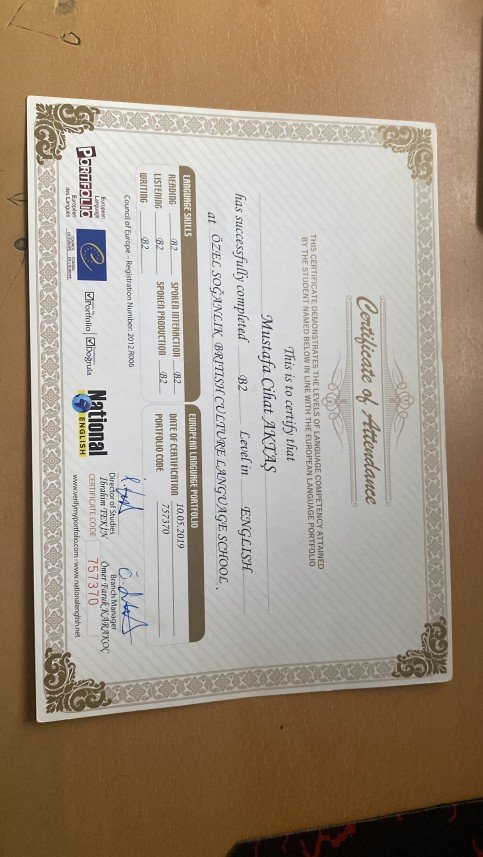 Certificate of Attendance
THIS CERTIFICATE DEMONSTRATES THE LEVELS OF LANGUAGE COMPETENCY ATTAINED
BY THE STUDENT NAMED BELOW IN LINE WITH THE EUROPEAN LANGUAGE PORTFOLIO
This is to certify that
Mustafa Cihat AKTAŞ
has successfully completed B2 Level in ENGLISH
at ÖZEL SOĞANLIK BRITISH CULTURE LANGUAGE SCHOOL.
LANGUAGE SKILLS
READING B2 SPOKEN INTERACTION B2
LISTENING B2 SPOKEN PRODUCTION B2
WRITING B2
EUROPEAN LANGUAGE PORTFOLIO
DATE OF CERTIFICATION 10.05.2019
PORTFOLIO CODE 757370
Council of Europe – Registration Number: 2012.R006
PORTFOLIO
European
Language
Européen
des Langues
Portfolio Doğrula
National
ENGLISH
Director of Studies
İbrahim TEKİN
Branch Manager
Ömer Faruk KARAKOÇ
CERTIFICATE CODE: 757370
www.verifymyportfolio.com - www.nationalenglish.net